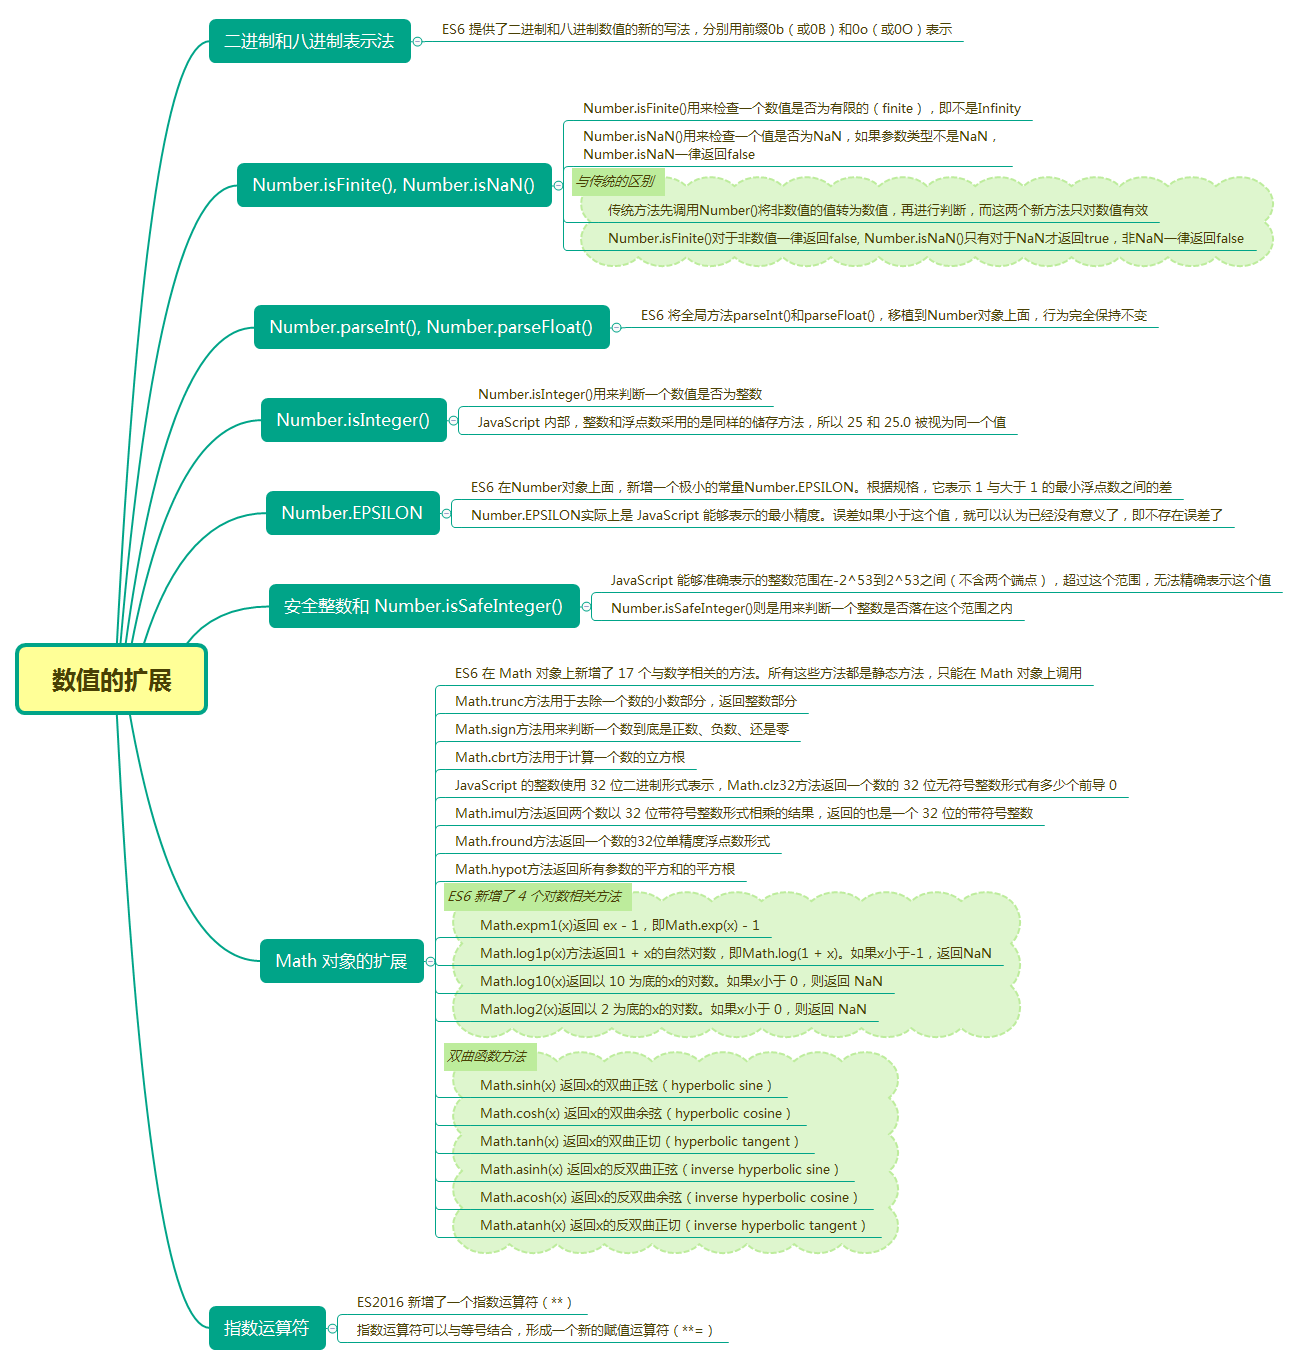 二进制和八进制表示法
ES6 提供了二进制和八进制数值的新的写法，分别用前缀0b（或0B）和0o（或0O）表示
Number.isFinite(), Number.isNaN()
Number.isFinite()用来检查一个数值是否为有限的（finite），即不是Infinity
Number.isNaN()用来检查一个值是否为NaN，如果参数类型不是NaN，
Number.isNaN一律返回false
与传统的区别
传统方法先调用Number()将非数值的值转为数值，再进行判断，而这两个新方法只对数值有效
Number.isFinite()对于非数值一律返回false, Number.isNaN()只有对于NaN才返回true，非NaN一律返回false
Number.parseInt(), Number.parseFloat()
ES6 将全局方法parseInt()和parseFloat()，移植到Number对象上面，行为完全保持不变
Number.isInteger()
Number.isInteger()用来判断一个数值是否为整数
JavaScript 内部，整数和浮点数采用的是同样的储存方法，所以 25 和 25.0 被视为同一个值
Number.EPSILON
ES6 在Number对象上面，新增一个极小的常量Number.EPSILON。根据规格，它表示 1 与大于 1 的最小浮点数之间的差
Number.EPSILON实际上是 JavaScript 能够表示的最小精度。误差如果小于这个值，就可以认为已经没有意义了，即不存在误差了
安全整数和 Number.isSafeInteger()
JavaScript 能够准确表示的整数范围在-2^53到2^53之间（不含两个端点），超过这个范围，无法精确表示这个值
Number.isSafeInteger()则是用来判断一个整数是否落在这个范围之内
数值的扩展
Math 对象的扩展
ES6 在 Math 对象上新增了 17 个与数学相关的方法。所有这些方法都是静态方法，只能在 Math 对象上调用
Math.trunc方法用于去除一个数的小数部分，返回整数部分
Math.sign方法用来判断一个数到底是正数、负数、还是零
Math.cbrt方法用于计算一个数的立方根
JavaScript 的整数使用 32 位二进制形式表示，Math.clz32方法返回一个数的 32 位无符号整数形式有多少个前导 0
Math.imul方法返回两个数以 32 位带符号整数形式相乘的结果，返回的也是一个 32 位的带符号整数
Math.fround方法返回一个数的32位单精度浮点数形式
Math.hypot方法返回所有参数的平方和的平方根
ES6 新增了 4 个对数相关方法
Math.expm1(x)返回 ex - 1，即Math.exp(x) - 1
Math.log1p(x)方法返回1 + x的自然对数，即Math.log(1 + x)。如果x小于-1，返回NaN
Math.log10(x)返回以 10 为底的x的对数。如果x小于 0，则返回 NaN
Math.log2(x)返回以 2 为底的x的对数。如果x小于 0，则返回 NaN
双曲函数方法
Math.sinh(x) 返回x的双曲正弦（hyperbolic sine）
Math.cosh(x) 返回x的双曲余弦（hyperbolic cosine）
Math.tanh(x) 返回x的双曲正切（hyperbolic tangent）
Math.asinh(x) 返回x的反双曲正弦（inverse hyperbolic sine）
Math.acosh(x) 返回x的反双曲余弦（inverse hyperbolic cosine）
Math.atanh(x) 返回x的反双曲正切（inverse hyperbolic tangent）
指数运算符
ES2016 新增了一个指数运算符（**）
指数运算符可以与等号结合，形成一个新的赋值运算符（**=）